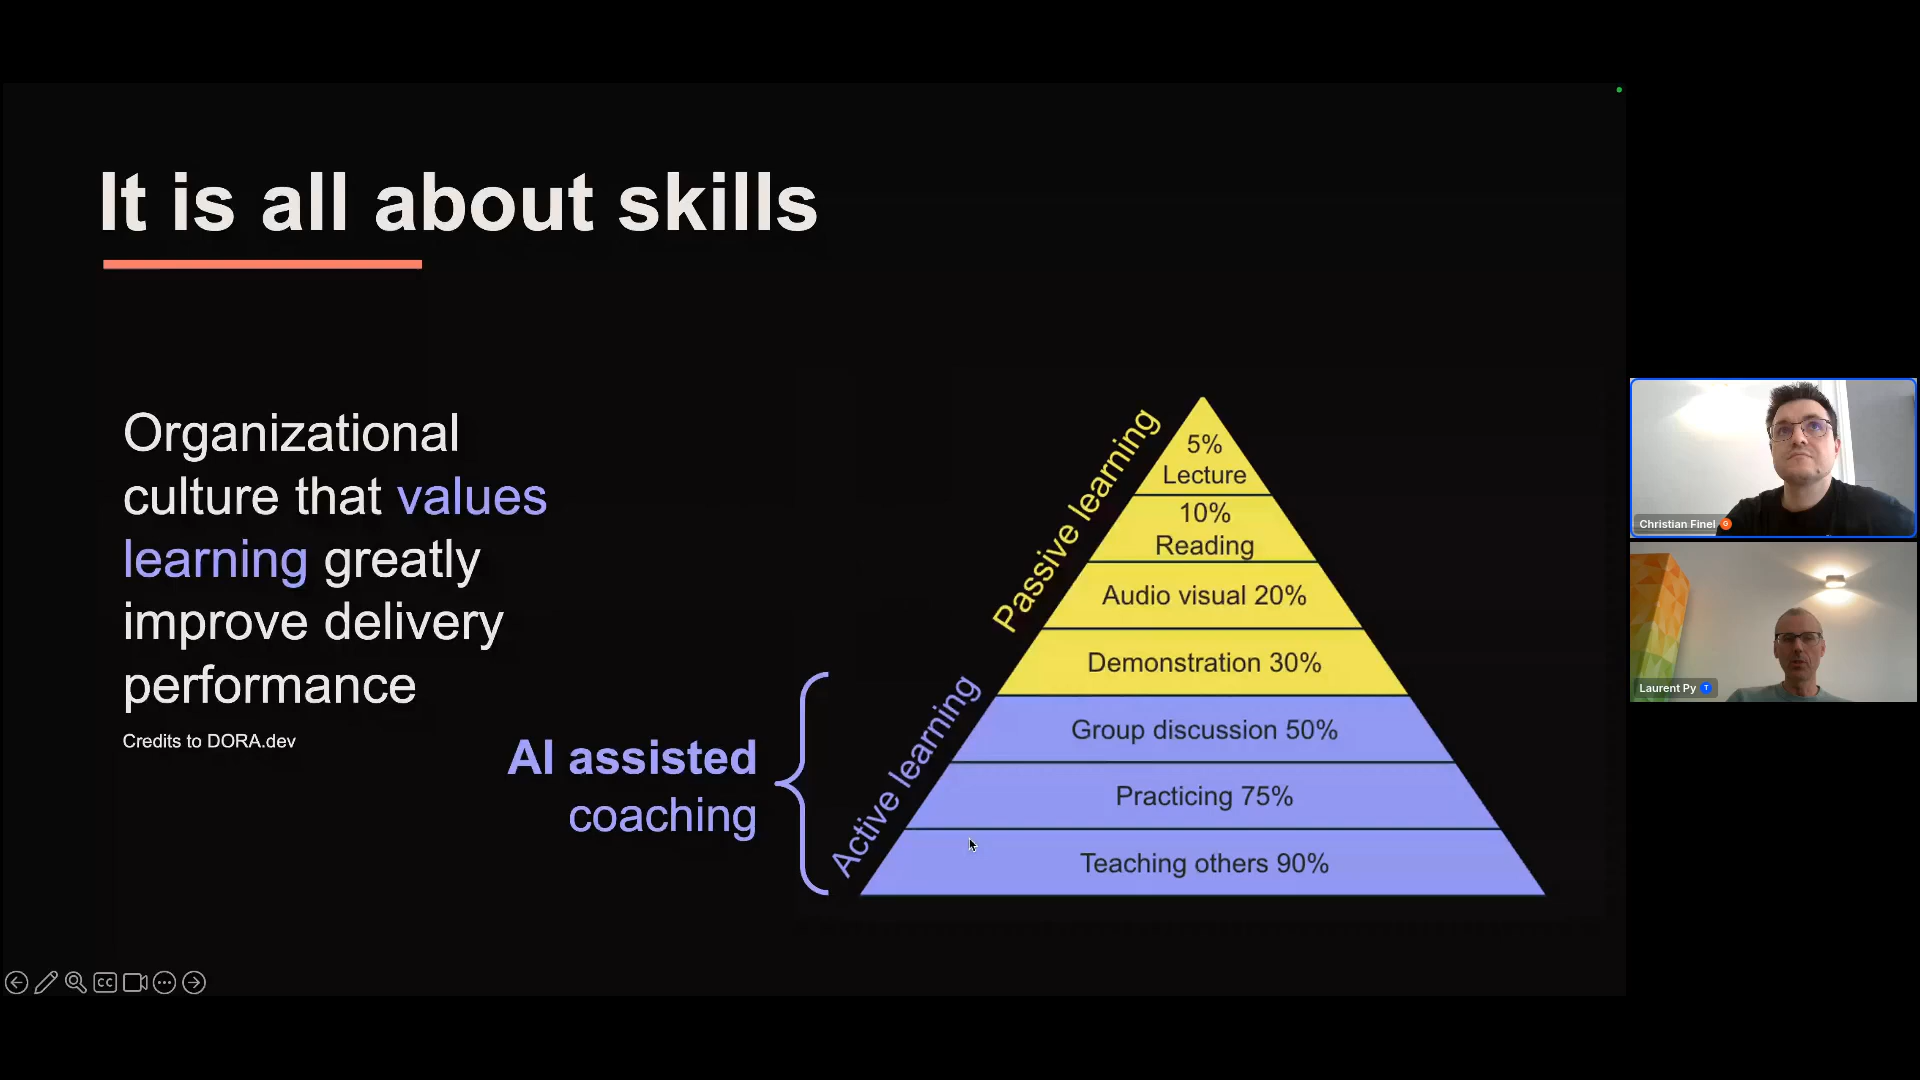 It is all about skills
Organizational
culture that values
learning greatly
improve delivery
performance
Credits to DORA.dev
AI assisted
coaching
Passive learning
Active learning
5%
Lecture
10%
Reading
Audio visual 20%
Demonstration 30%
Group discussion 50%
Practicing 75%
Teaching others 90%
CC
Christian Finel
Laurent Py